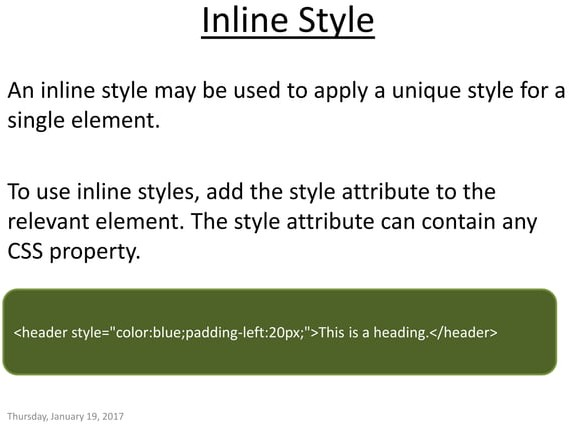 Inline Style
An inline style may be used to apply a unique style for a
single element.
To use inline styles, add the style attribute to the
relevant element. The style attribute can contain any
CSS property.
<header style="color:blue;padding-left:20px;">This is a heading.</header>
Thursday, January 19, 2017